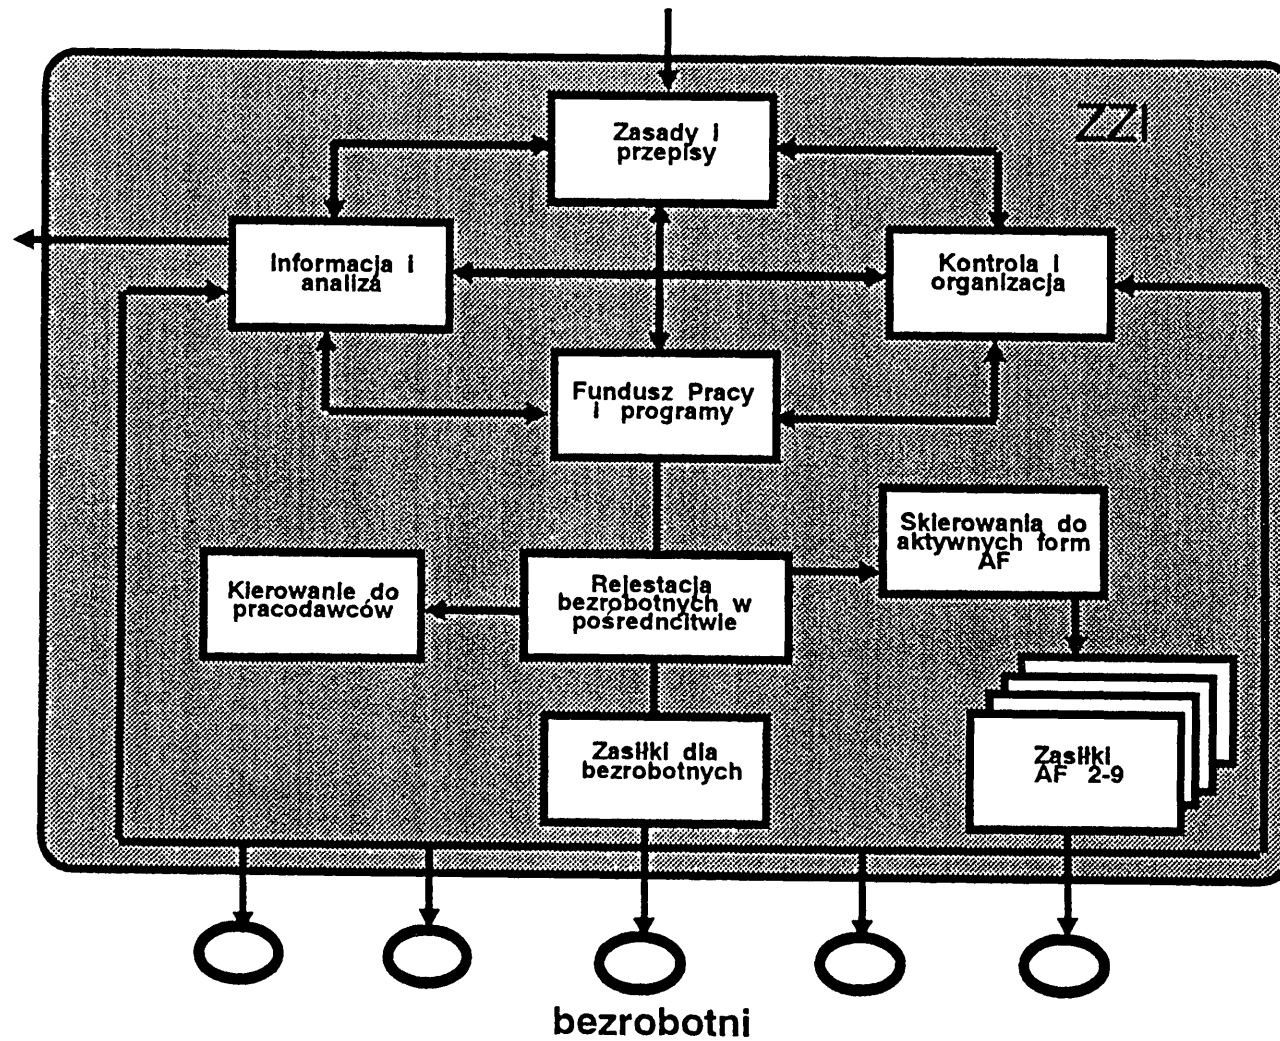 ZZI
Zasady i
przepisy
Informacja i
analiza
Kontrola i
organizacja
Fundusz Pracy
i programy
Skierowania do
aktywnych form
AF
Kierowanie do
pracodawców
Rejestacja
bezrobotnych w
pośredncitwie
Zasiłki dla
bezrobotnych
Zasiłki
AF 2-9
bezrobotni